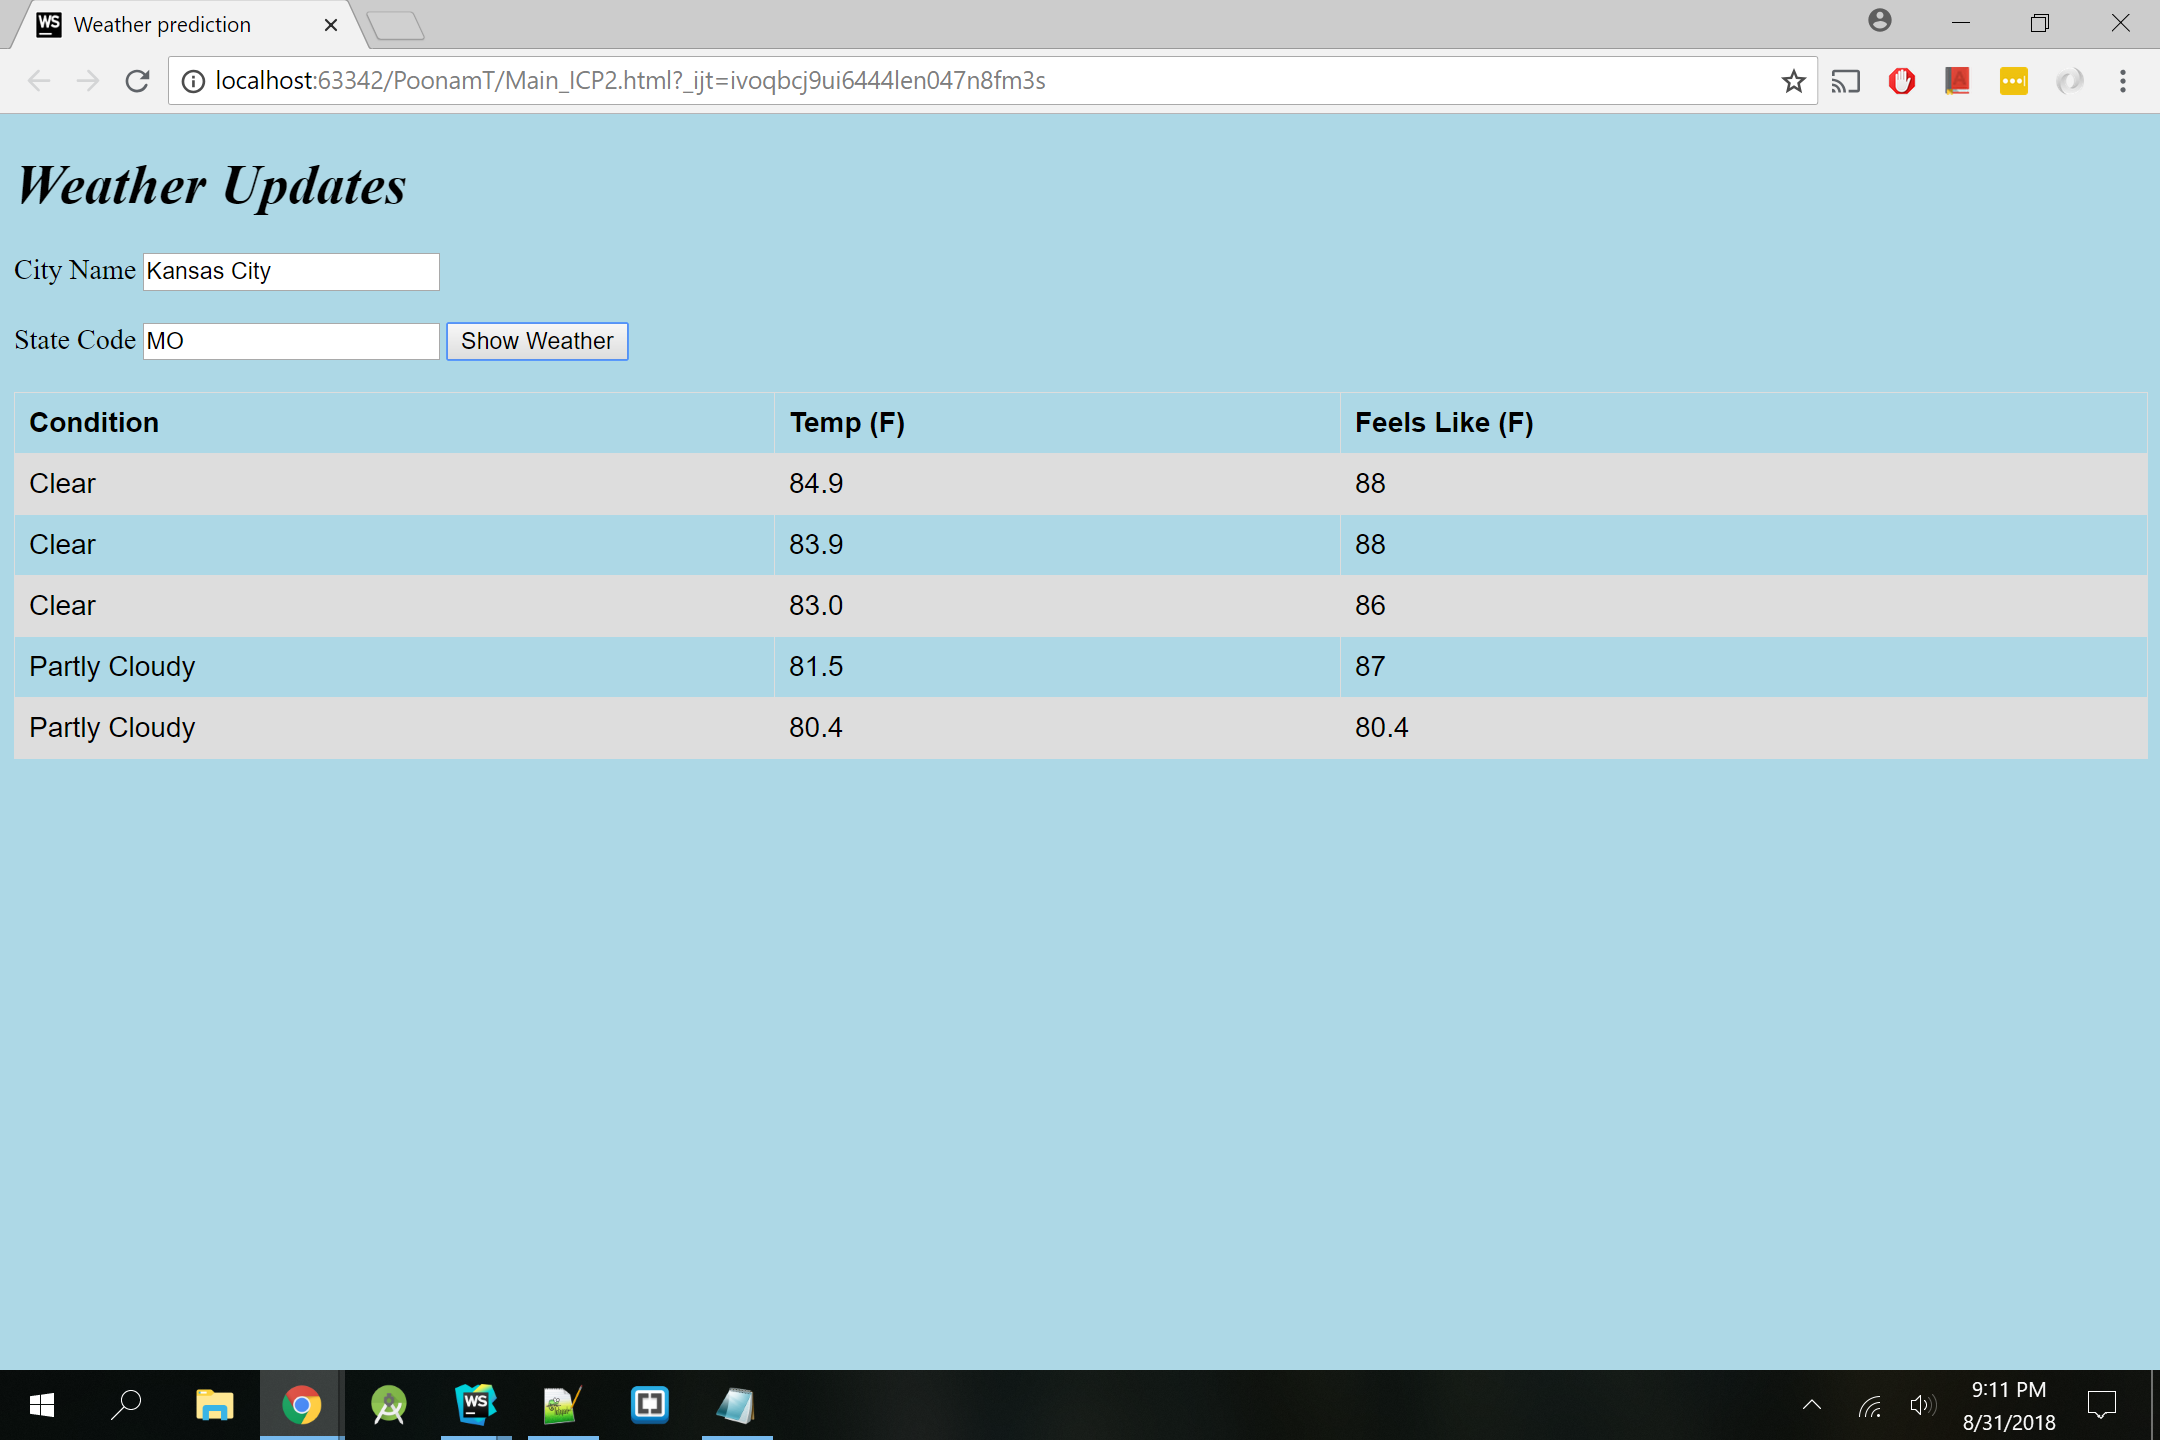 WS Weather prediction
localhost:63342/PoonamT/Main_ICP2.html?_ijt=ivoqbcj9ui6444len047n8fm3s
Weather Updates
City Name Kansas City
State Code MO Show Weather
Condition Temp (F) Feels Like (F)
Clear 84.9 88
Clear 83.9 88
Clear 83.0 86
Partly Cloudy 81.5 87
Partly Cloudy 80.4 80.4
WS
9:11 PM
8/31/2018